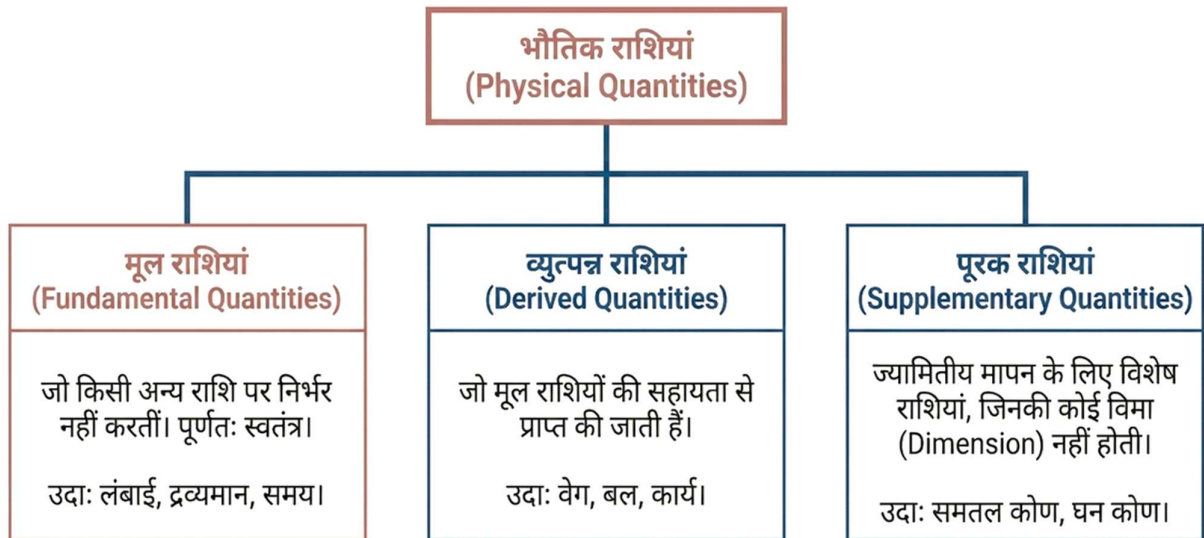 भौतिक राशियां
(Physical Quantities)
मूल राशियां
(Fundamental Quantities)
जो किसी अन्य राशि पर निर्भर
नहीं करतीं। पूर्णतः स्वतंत्र।
उदाः लंबाई, द्रव्यमान, समय।
व्युत्पन्न राशियां
(Derived Quantities)
जो मूल राशियों की सहायता से
प्राप्त की जाती हैं।
उदाः वेग, बल, कार्य।
पूरक राशियां
(Supplementary Quantities)
ज्यामितीय मापन के लिए विशेष
राशियां, जिनकी कोई विमा
(Dimension) नहीं होती।
उदाः समतल कोण, घन कोण।